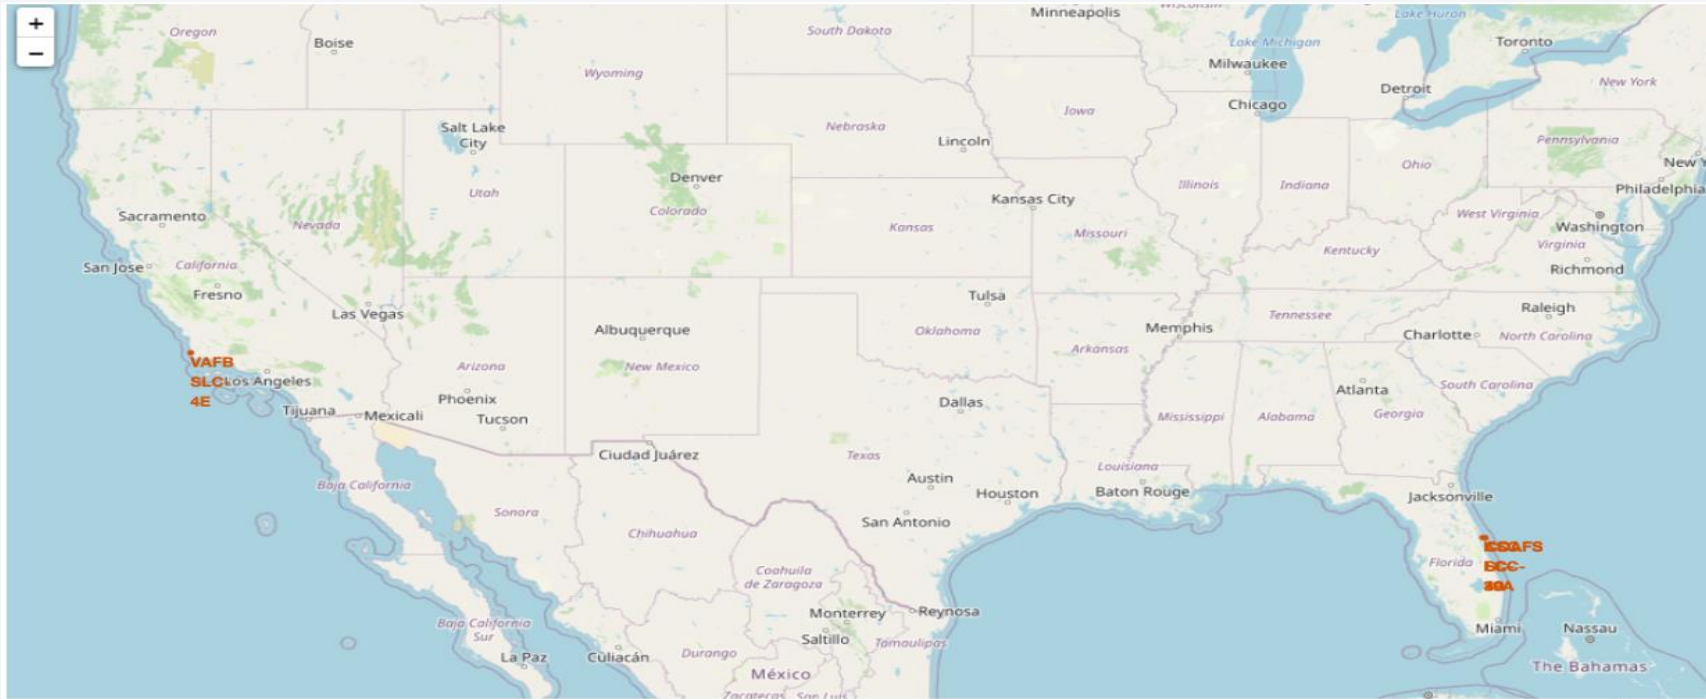 +
−
Oregon
Boise
South Dakota
Minneapolis
Wisconsin
Lake Huron
Toronto
Lake Michigan
Milwaukee
Wyoming
New York
Detroit
Chicago
Iowa
Salt Lake
City
Nebraska
Lincoln
Pennsylvania
Ohio
New Y
Denver
Utah
Illinois
Indiana
Philadelphia
Kansas City
Sacramento
Colorado
Nevada
Kansas
Missouri
West Virginia
Washington
Kentucky
Virginia
San Jose
California
Richmond
Fresno
Tulsa
Las Vegas
Raleigh
Tennessee
Albuquerque
Oklahoma
Memphis
Charlotte
North Carolina
Arkansas
VAFB
SLC-
4E
Los Angeles
Arizona
New Mexico
South Carolina
Atlanta
Phoenix
Dallas
Tijuana
Mexicali
Tucson
Mississippi
Alabama
Georgia
Ciudad Juárez
Texas
Louisiana
Baja California
Austin
Houston
Baton Rouge
Jacksonville
Sonora
San Antonio
Chihuahua
Florida
Coahuila
de Zaragoza
Monterrey
Reynosa
Baja California
Sur
Saltillo
Tamaulipas
Miami
Nassau
La Paz
Culiacán
Durango
México
The Bahamas
Zacatecas
San Luis